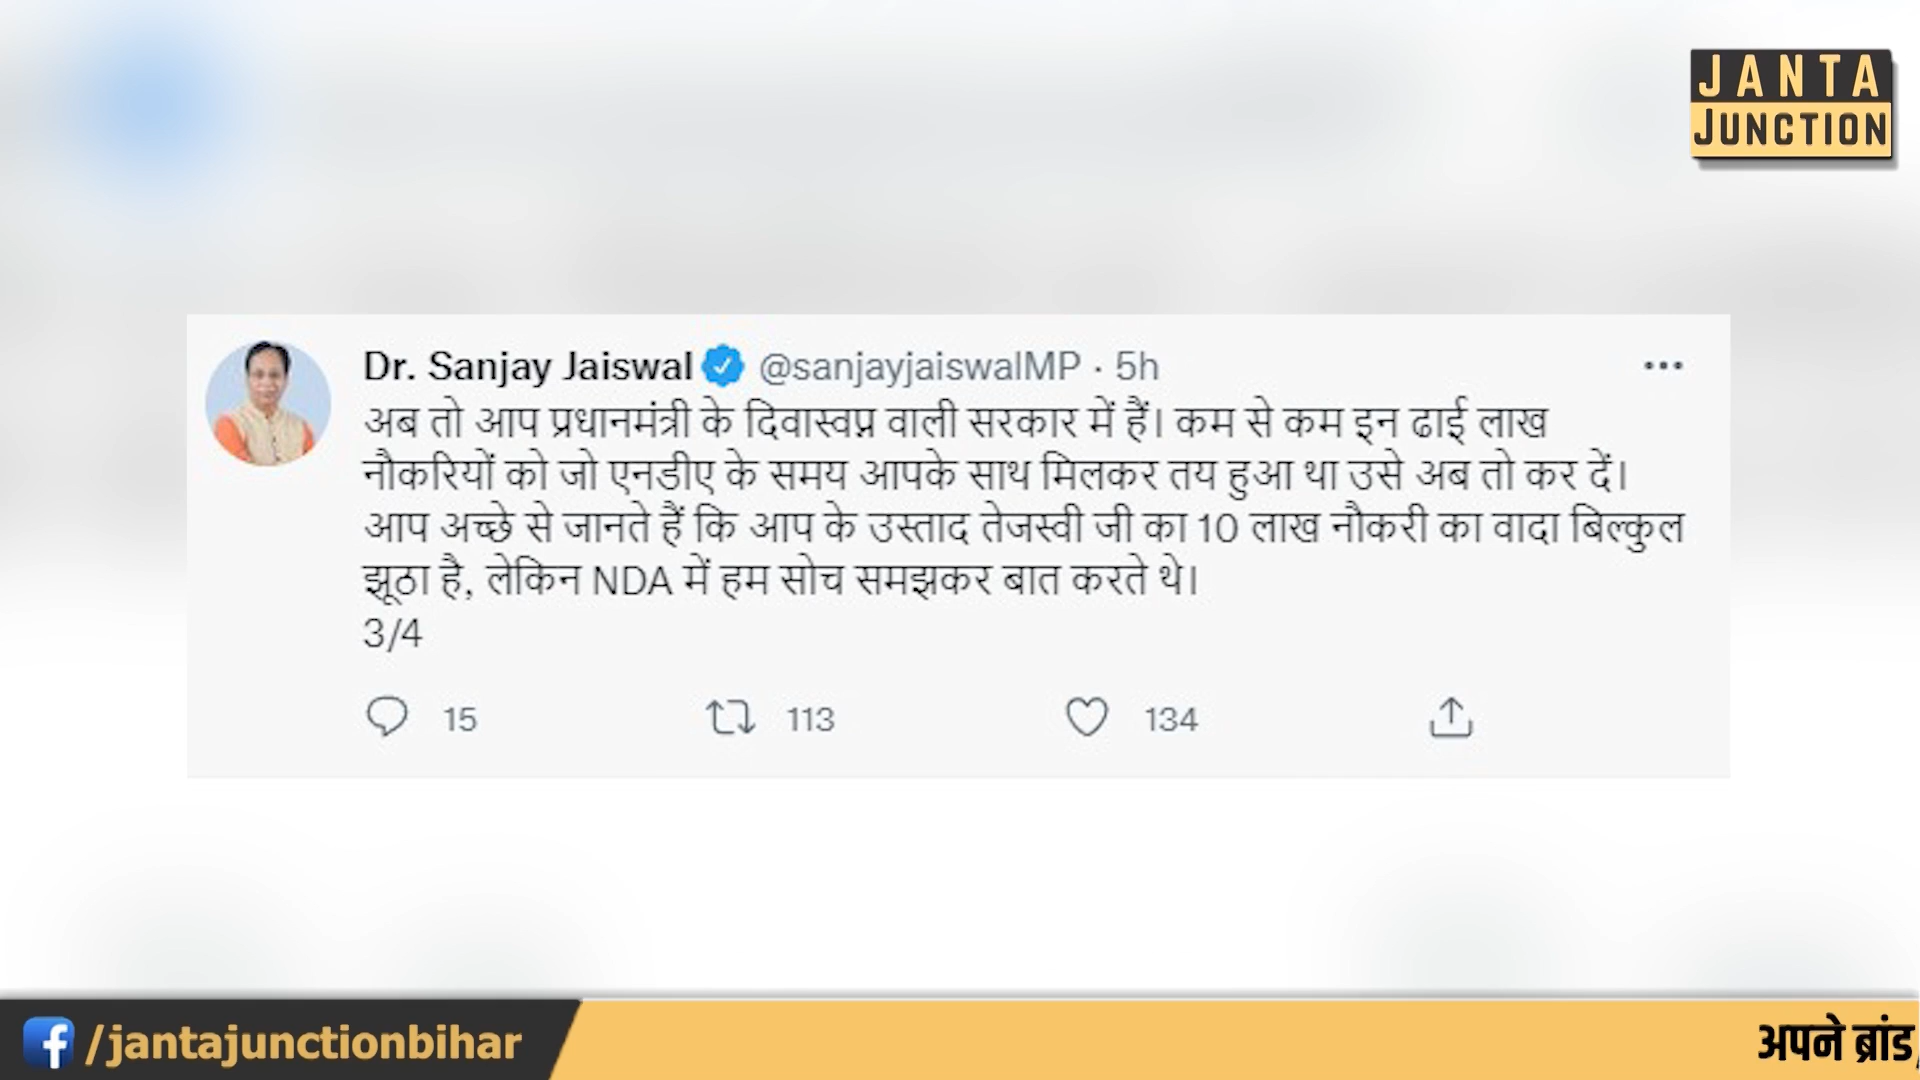 JANTA
JUNCTION
Dr. Sanjay Jaiswal @sanjayjaiswalMP · 5h
अब तो आप प्रधानमंत्री के दिवास्वप्न वाली सरकार में हैं। कम से कम इन ढाई लाख
नौकरियों को जो एनडीए के समय आपके साथ मिलकर तय हुआ था उसे अब तो कर दें।
आप अच्छे से जानते हैं कि आप के उस्ताद तेजस्वी जी का 10 लाख नौकरी का वादा बिल्कुल
झूठा है, लेकिन NDA में हम सोच समझकर बात करते थे।
3/4
15 113 134
/jantajunctionbihar
अपने ब्रांड,